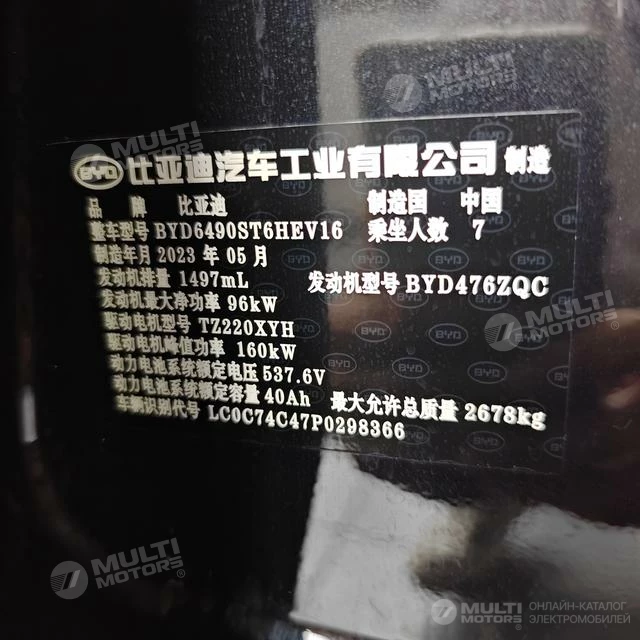 MULTI MOTORS®
MULTI MOTORS®
BYD 比亚迪汽车工业有限公司 制造
品 牌 比亚迪 制造国 中国
整车型号 BYD6490ST6HEV16 乘坐人数 7
制造年月 2023 年 05 月
发动机排量 1497mL 发动机型号 BYD476ZQC
发动机最大净功率 96kW
驱动电机型号 TZ220XYH
驱动电机峰值功率 160kW
动力电池系统额定电压 537.6V
动力电池系统额定容量 40Ah 最大允许总质量 2678kg
车辆识别代号 LC0C74C47P0298366
MULTI MOTORS®
MULTI MOTORS®
MULTI MOTORS® ОНЛАЙН-КАТАЛОГ ЭЛЕКТРОМОБИЛЕЙ